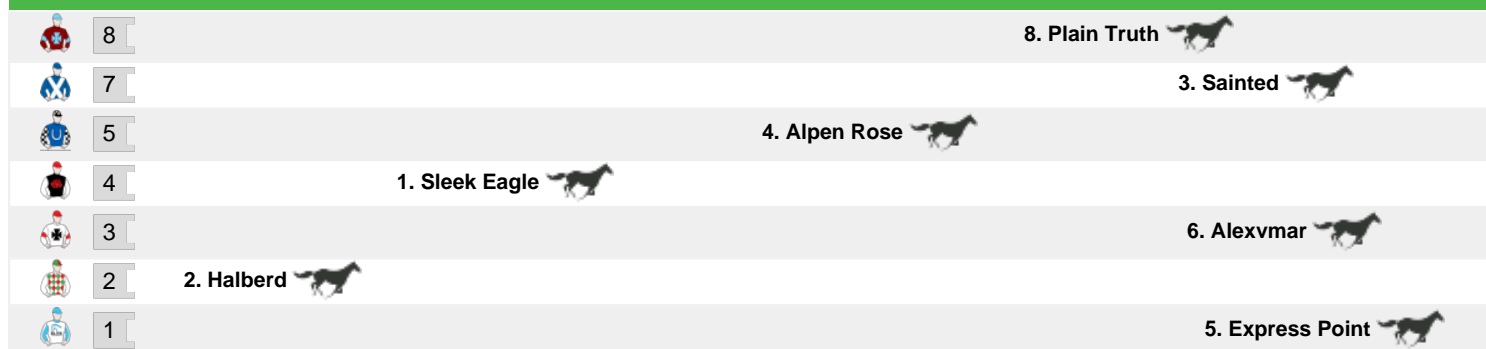 8 8. Plain Truth
7 3. Sainted
5 4. Alpen Rose
4 1. Sleek Eagle
3 6. Alexvmar
2 2. Halberd
1 5. Express Point